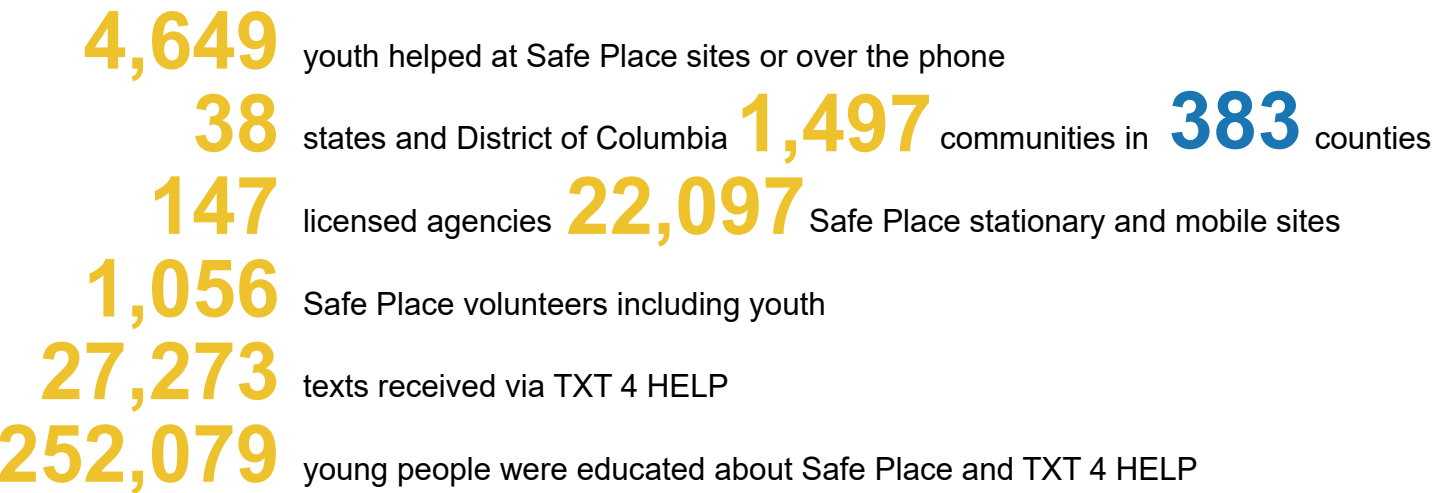 4,649 youth helped at Safe Place sites or over the phone
38 states and District of Columbia 1,497 communities in 383 counties
147 licensed agencies 22,097 Safe Place stationary and mobile sites
1,056 Safe Place volunteers including youth
27,273 texts received via TXT 4 HELP
252,079 young people were educated about Safe Place and TXT 4 HELP